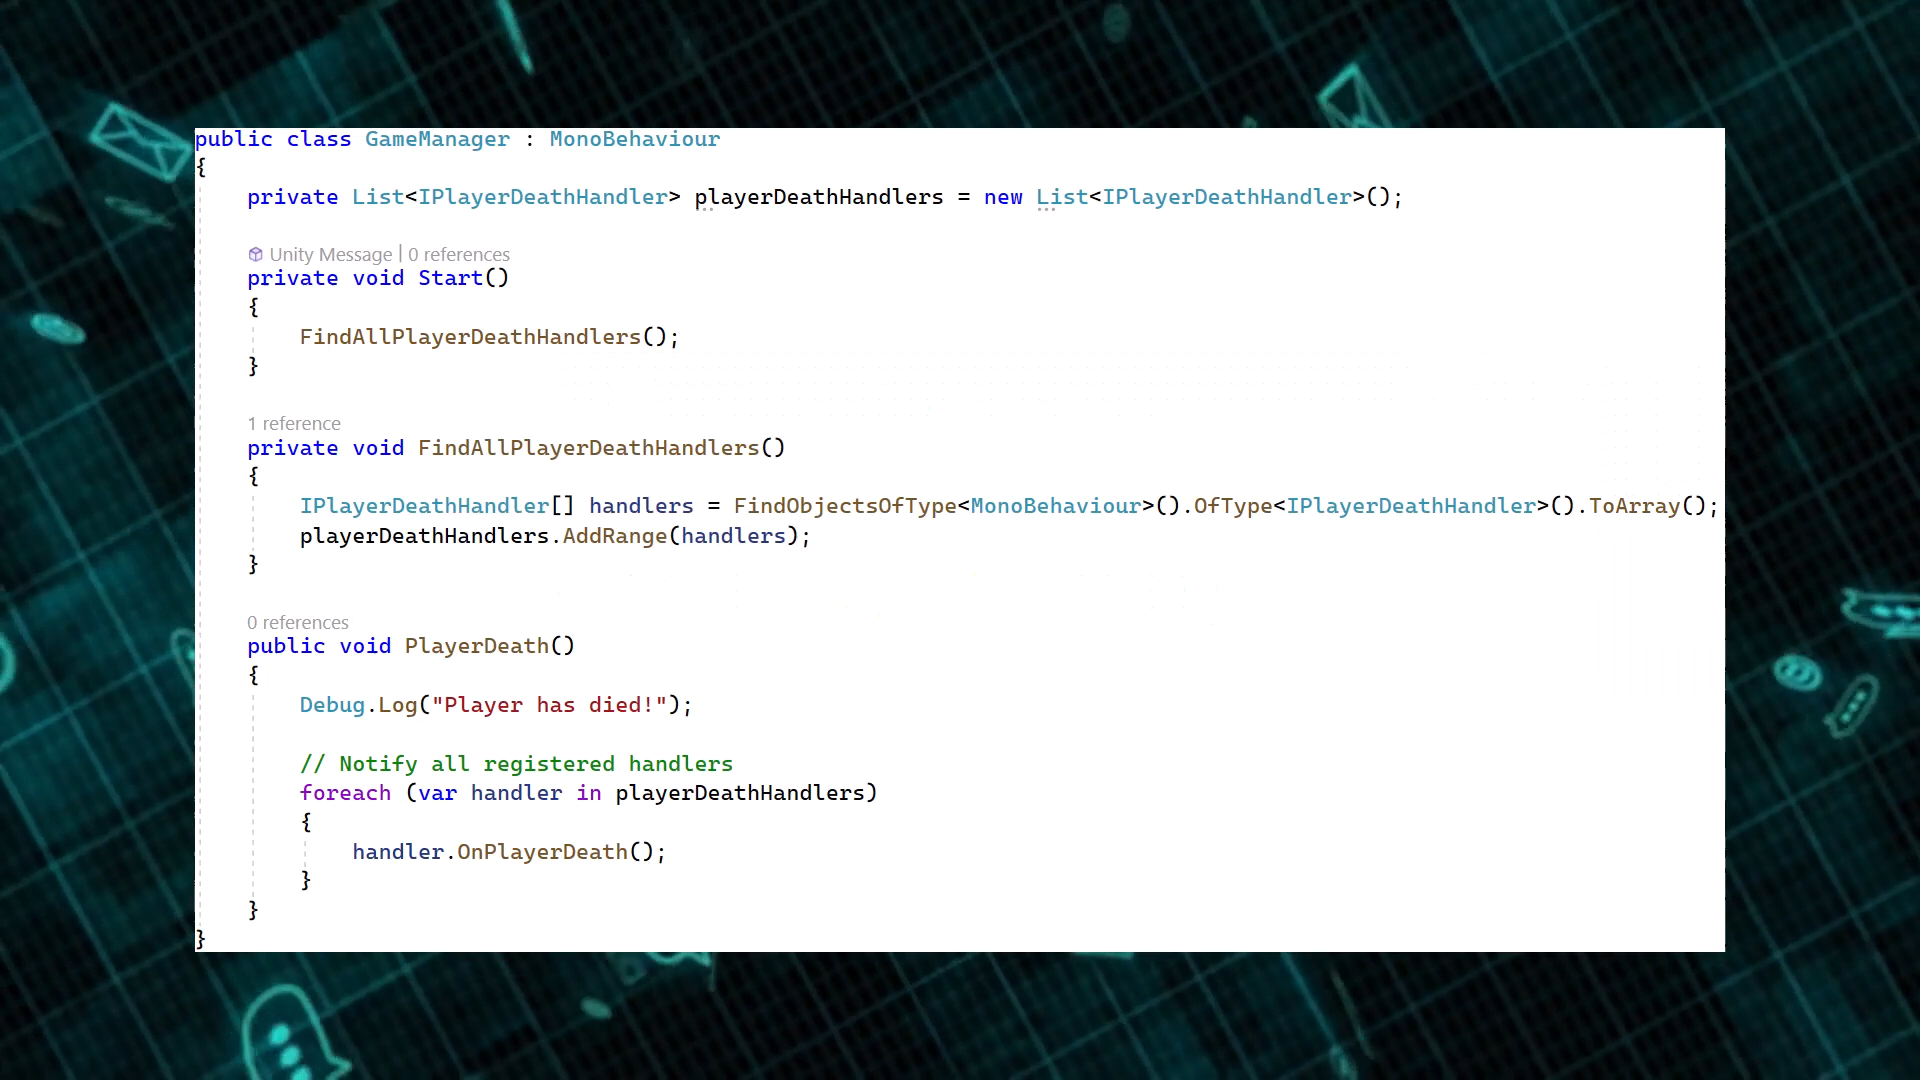 public class GameManager : MonoBehaviour
{
    private List<IPlayerDeathHandler> playerDeathHandlers = new List<IPlayerDeathHandler>();
    Unity Message | 0 references
    private void Start()
    {
        FindAllPlayerDeathHandlers();
    }
    1 reference
    private void FindAllPlayerDeathHandlers()
    {
        IPlayerDeathHandler[] handlers = FindObjectsOfType<MonoBehaviour>().OfType<IPlayerDeathHandler>().ToArray();
        playerDeathHandlers.AddRange(handlers);
    }
    0 references
    public void PlayerDeath()
    {
        Debug.Log("Player has died!");
        // Notify all registered handlers
        foreach (var handler in playerDeathHandlers)
        {
            handler.OnPlayerDeath();
        }
    }
}